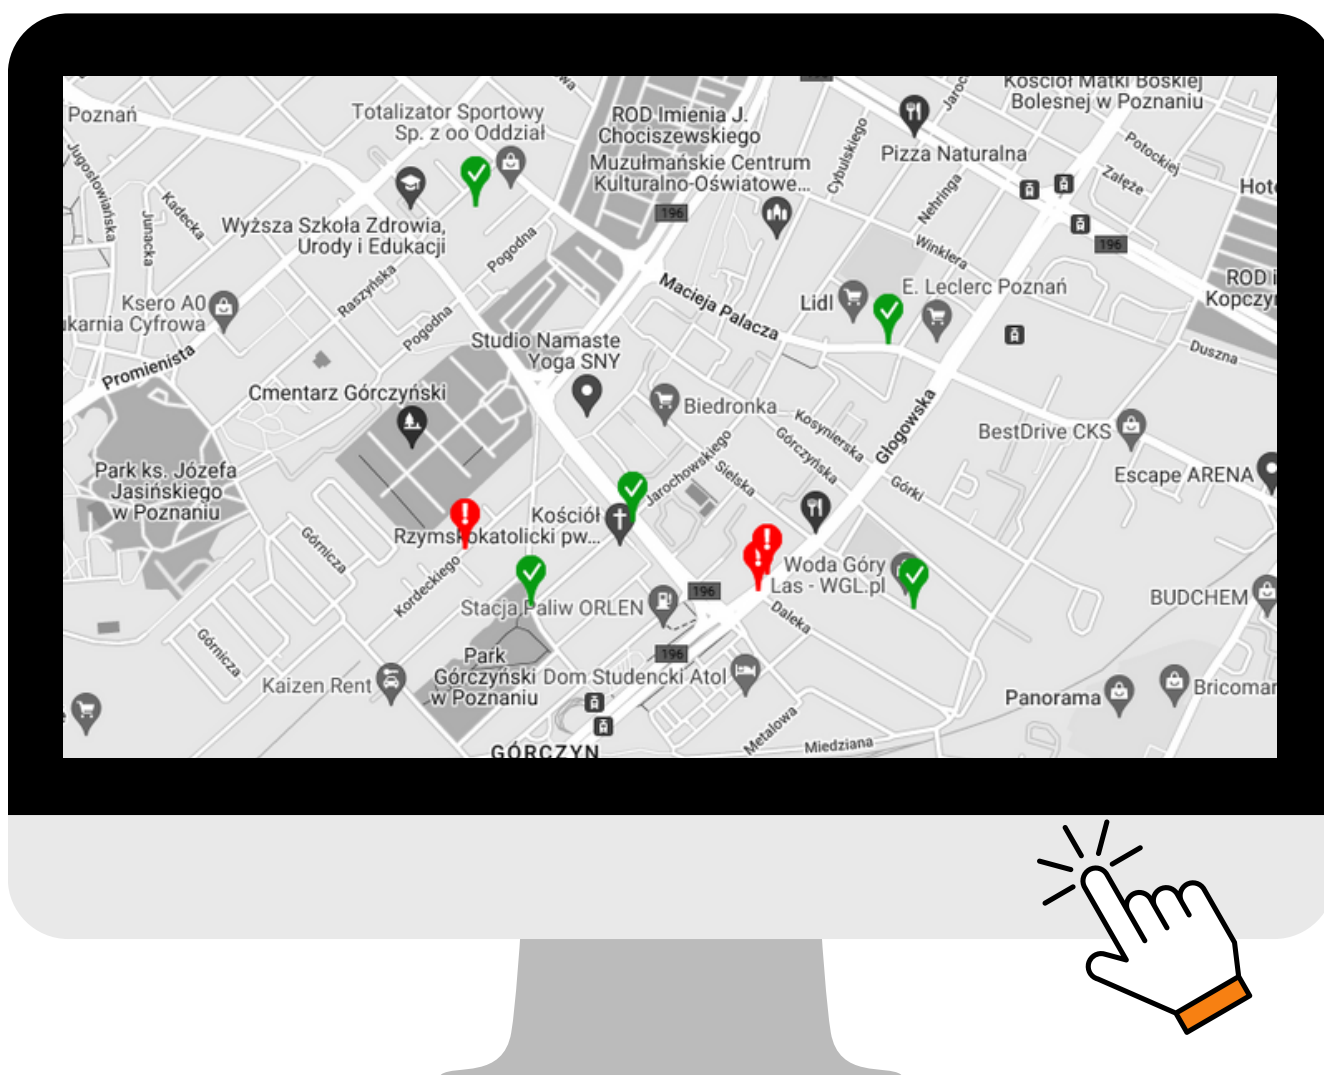 Kościół Matki Boskiej
Bolesnej w Poznaniu
Poznań
Totalizator Sportowy
Sp. z oo Oddział
ROD Imienia J.
Chociszewskiego
Muzułmańskie Centrum
Kulturalno-Oświatowe...
Cybulskiego
Pizza Naturalna
Potockiej
Załęże
Nehringa
Winklera
Jugosłowiańska
Junacka
Kadecka
Wyższa Szkoła Zdrowia,
Urody i Edukacji
Pogodna
196
196
Raszyńska
Pogodna
Ksero A0
ukarnia Cyfrowa
Promienista
Macieja Palacza
Lidl
E. Leclerc Poznań
ROD i
Kopczy
Duszna
Studio Namaste
Yoga SNY
Cmentarz Górczyński
Biedronka
Kosynierska
Górczyńska
Głogowska
BestDrive CKS
Escape ARENA
Park ks. Józefa
Jasińskiego
w Poznaniu
Jarochowskiego
Sielska
Górki
Kościół
Rzymskokatolicki pw...
Górnicza
Kordeckiego
Stacja Paliw ORLEN
196
Woda Góry
Las - WGL.pl
Daleka
BUDCHEM
Górnicza
Kaizen Rent
Park
Górczyński
w Poznaniu
196
Dom Studencki Atol
Panorama
Bricomar
Metalowa
Miedziana
GÓRCZYN